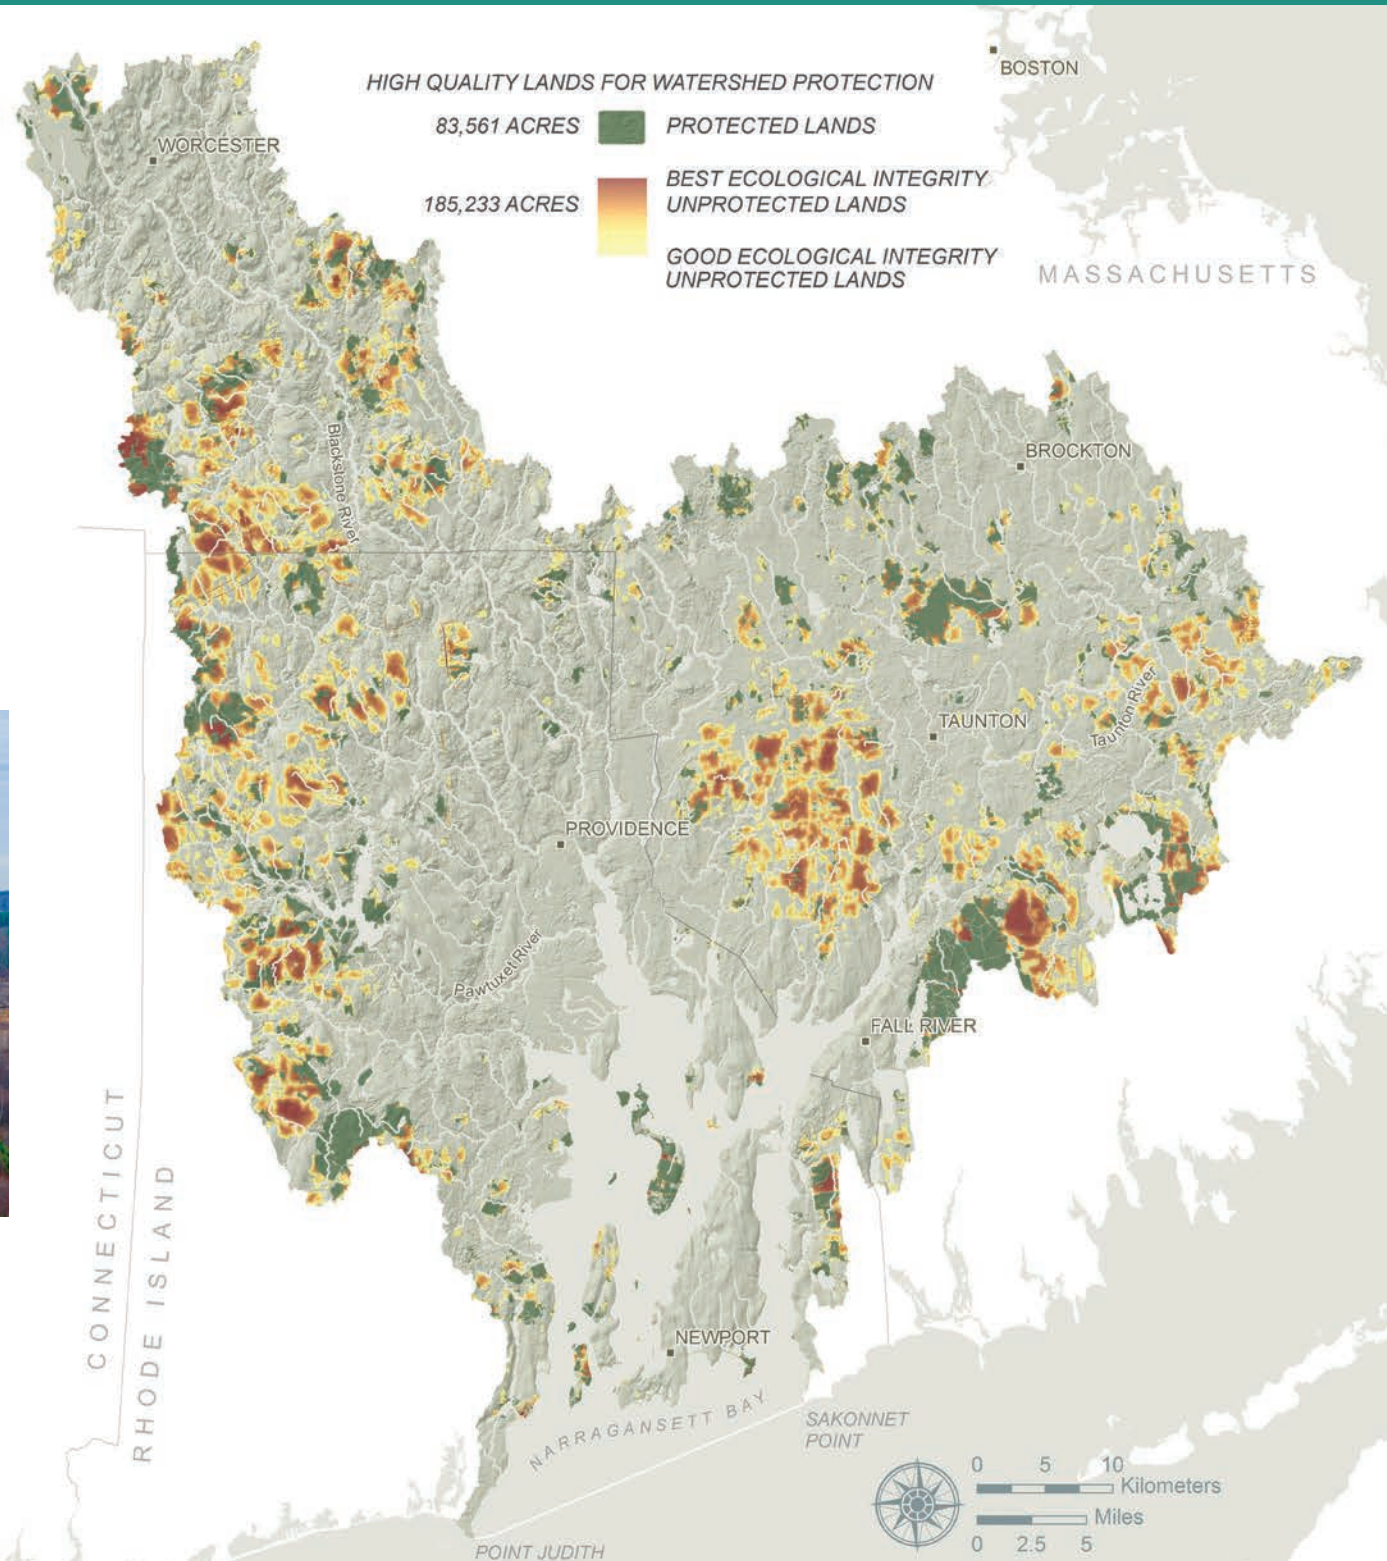 BOSTON
HIGH QUALITY LANDS FOR WATERSHED PROTECTION
83,561 ACRES
PROTECTED LANDS
WORCESTER
BEST ECOLOGICAL INTEGRITY
UNPROTECTED LANDS
185,233 ACRES
GOOD ECOLOGICAL INTEGRITY
UNPROTECTED LANDS
MASSACHUSETTS
BROCKTON
Blackstone River
Taunton River
TAUNTON
PROVIDENCE
Pawtuxet River
FALL RIVER
CONNECTICUT
RHODE ISLAND
NEWPORT
NARRAGANSETT BAY
SAKONNET
POINT
0 5 10
Kilometers
Miles
0 2.5 5
POINT JUDITH